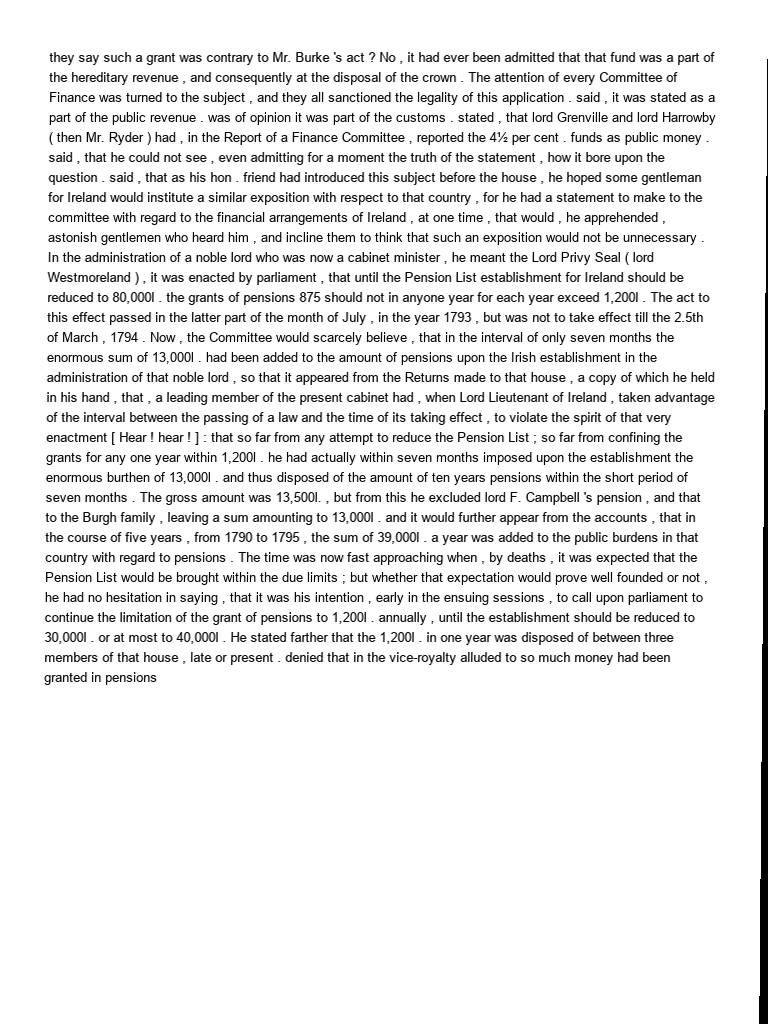 they say such a grant was contrary to Mr. Burke 's act ? No , it had ever been admitted that that fund was a part of
the hereditary revenue , and consequently at the disposal of the crown . The attention of every Committee of
Finance was turned to the subject , and they all sanctioned the legality of this application . said , it was stated as a
part of the public revenue . was of opinion it was part of the customs . stated , that lord Grenville and lord Harrowby
( then Mr. Ryder ) had , in the Report of a Finance Committee , reported the 4½ per cent . funds as public money .
said , that he could not see , even admitting for a moment the truth of the statement , how it bore upon the
question . said , that as his hon . friend had introduced this subject before the house , he hoped some gentleman
for Ireland would institute a similar exposition with respect to that country , for he had a statement to make to the
committee with regard to the financial arrangements of Ireland , at one time , that would , he apprehended ,
astonish gentlemen who heard him , and incline them to think that such an exposition would not be unnecessary .
In the administration of a noble lord who was now a cabinet minister , he meant the Lord Privy Seal ( lord
Westmoreland ) , it was enacted by parliament , that until the Pension List establishment for Ireland should be
reduced to 80,000l . the grants of pensions 875 should not in anyone year for each year exceed 1,200l . The act to
this effect passed in the latter part of the month of July , in the year 1793 , but was not to take effect till the 2.5th
of March , 1794 . Now , the Committee would scarcely believe , that in the interval of only seven months the
enormous sum of 13,000l . had been added to the amount of pensions upon the Irish establishment in the
administration of that noble lord , so that it appeared from the Returns made to that house , a copy of which he held
in his hand , that , a leading member of the present cabinet had , when Lord Lieutenant of Ireland , taken advantage
of the interval between the passing of a law and the time of its taking effect , to violate the spirit of that very
enactment [ Hear ! hear ! ] : that so far from any attempt to reduce the Pension List ; so far from confining the
grants for any one year within 1,200l . he had actually within seven months imposed upon the establishment the
enormous burthen of 13,000l . and thus disposed of the amount of ten years pensions within the short period of
seven months . The gross amount was 13,500l. , but from this he excluded lord F. Campbell 's pension , and that
to the Burgh family , leaving a sum amounting to 13,000l . and it would further appear from the accounts , that in
the course of five years , from 1790 to 1795 , the sum of 39,000l . a year was added to the public burdens in that
country with regard to pensions . The time was now fast approaching when , by deaths , it was expected that the
Pension List would be brought within the due limits ; but whether that expectation would prove well founded or not ,
he had no hesitation in saying , that it was his intention , early in the ensuing sessions , to call upon parliament to
continue the limitation of the grant of pensions to 1,200l . annually , until the establishment should be reduced to
30,000l . or at most to 40,000l . He stated farther that the 1,200l . in one year was disposed of between three
members of that house , late or present . denied that in the vice-royalty alluded to so much money had been
granted in pensions